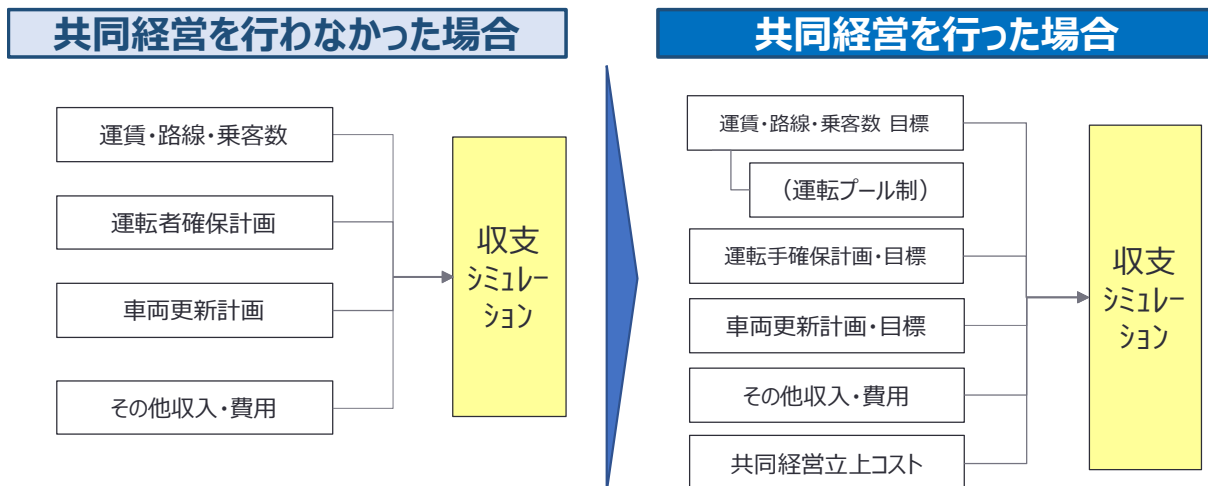 共同経営を行わなかった場合
運賃・路線・乗客数
運転者確保計画
車両更新計画
その他収入・費用
収支
シミュレー
ション
共同経営を行った場合
運賃・路線・乗客数 目標
（運転プール制）
運転手確保計画・目標
車両更新計画・目標
その他収入・費用
共同経営立上コスト
収支
シミュレー
ション